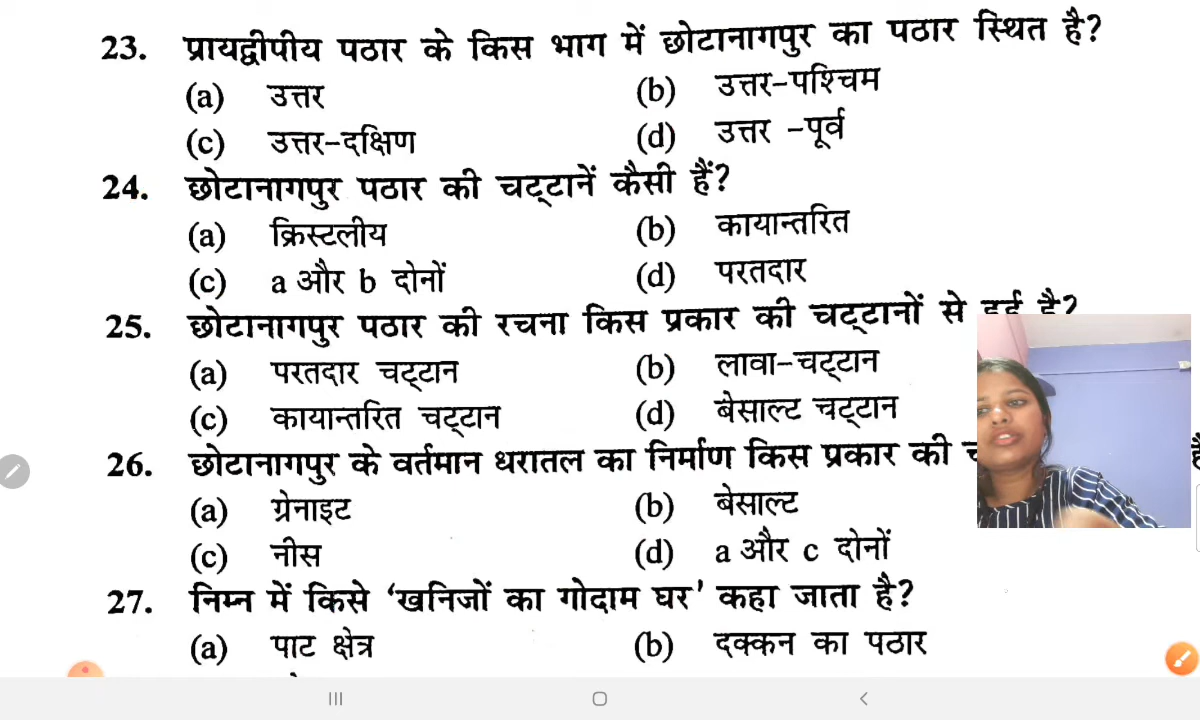 23. प्रायद्वीपीय पठार के किस भाग में छोटानागपुर का पठार स्थित है?
(a) उत्तर (b) उत्तर-पश्चिम
(c) उत्तर-दक्षिण (d) उत्तर -पूर्व
24. छोटानागपुर पठार की चट्टानें कैसी हैं?
(a) क्रिस्टलीय (b) कायान्तरित
(c) a और b दोनों (d) परतदार
25. छोटानागपुर पठार की रचना किस प्रकार की चट्टानों से हुई है?
(a) परतदार चट्टान (b) लावा-चट्टान
(c) कायान्तरित चट्टान (d) बेसाल्ट चट्टान
26. छोटानागपुर के वर्तमान धरातल का निर्माण किस प्रकार की
(a) ग्रेनाइट (b) बेसाल्ट
(c) नीस (d) a और c दोनों
27. निम्न में किसे ‘खनिजों का गोदाम घर’ कहा जाता है?
(a) पाट क्षेत्र (b) दक्कन का पठार